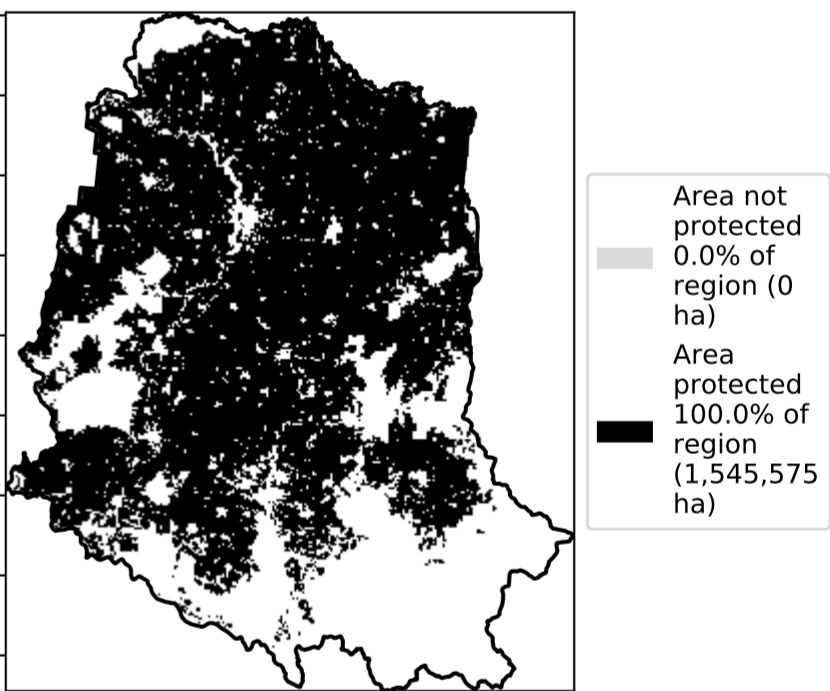 Area not
protected
0.0% of
region (0
ha)
Area
protected
100.0% of
region
(1,545,575
ha)